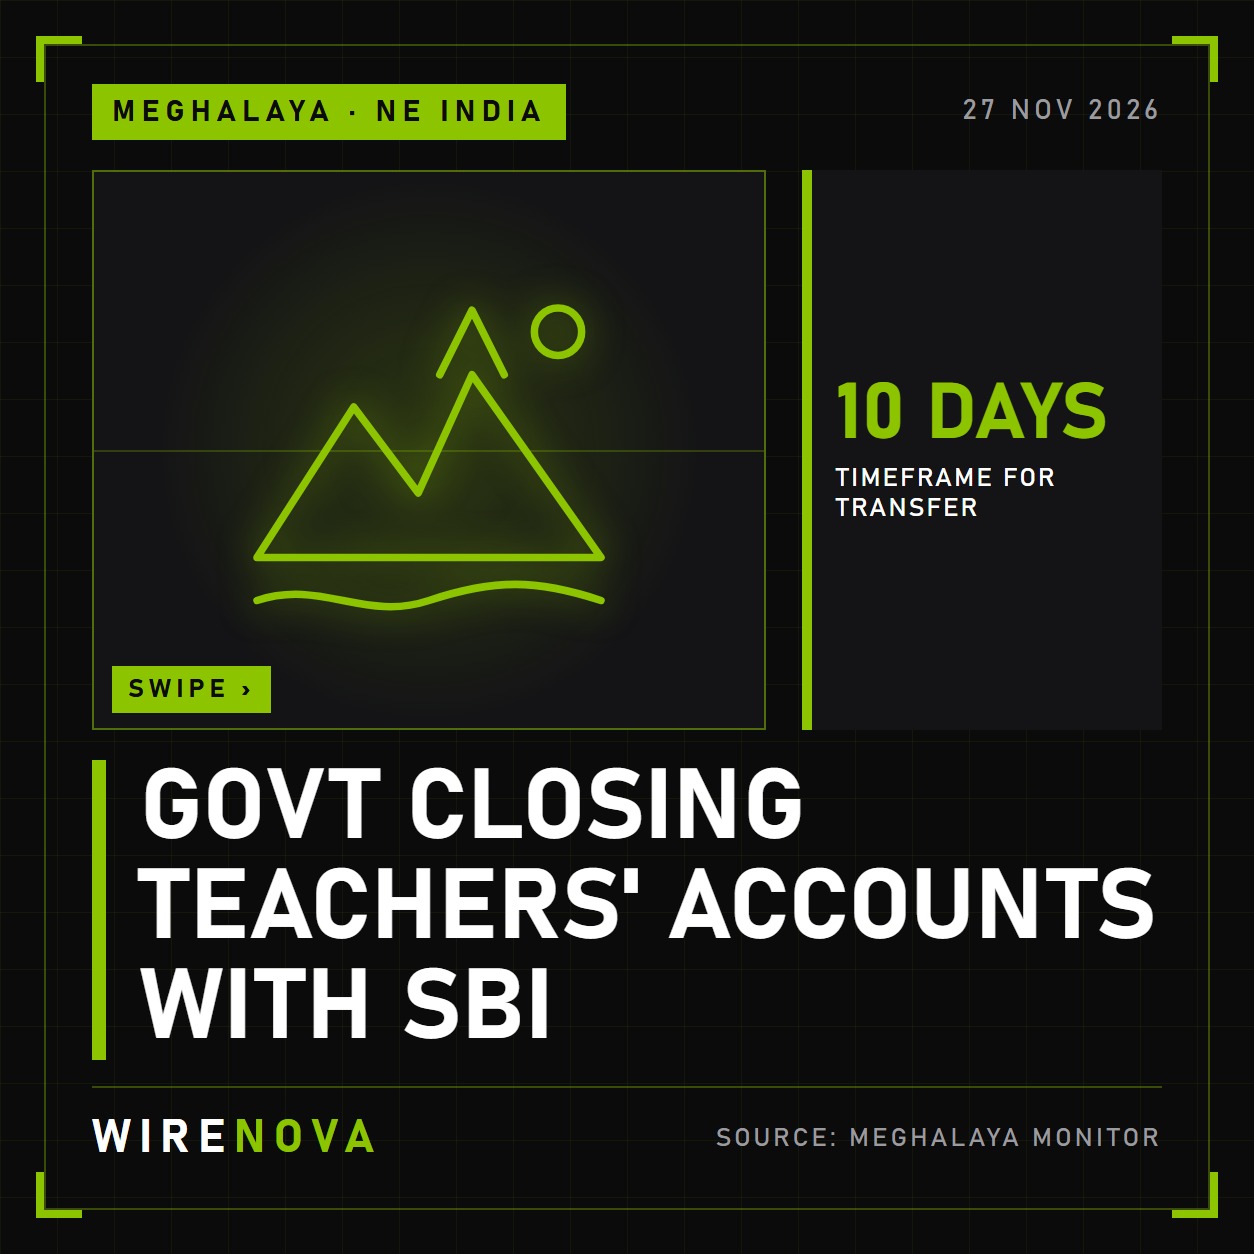 MEGHALAYA · NE INDIA
27 NOV 2026
10 DAYS
TIMEFRAME FOR
TRANSFER
SWIPE ›
GOVT CLOSING
TEACHERS' ACCOUNTS
WITH SBI
WIRENOVA
SOURCE: MEGHALAYA MONITOR